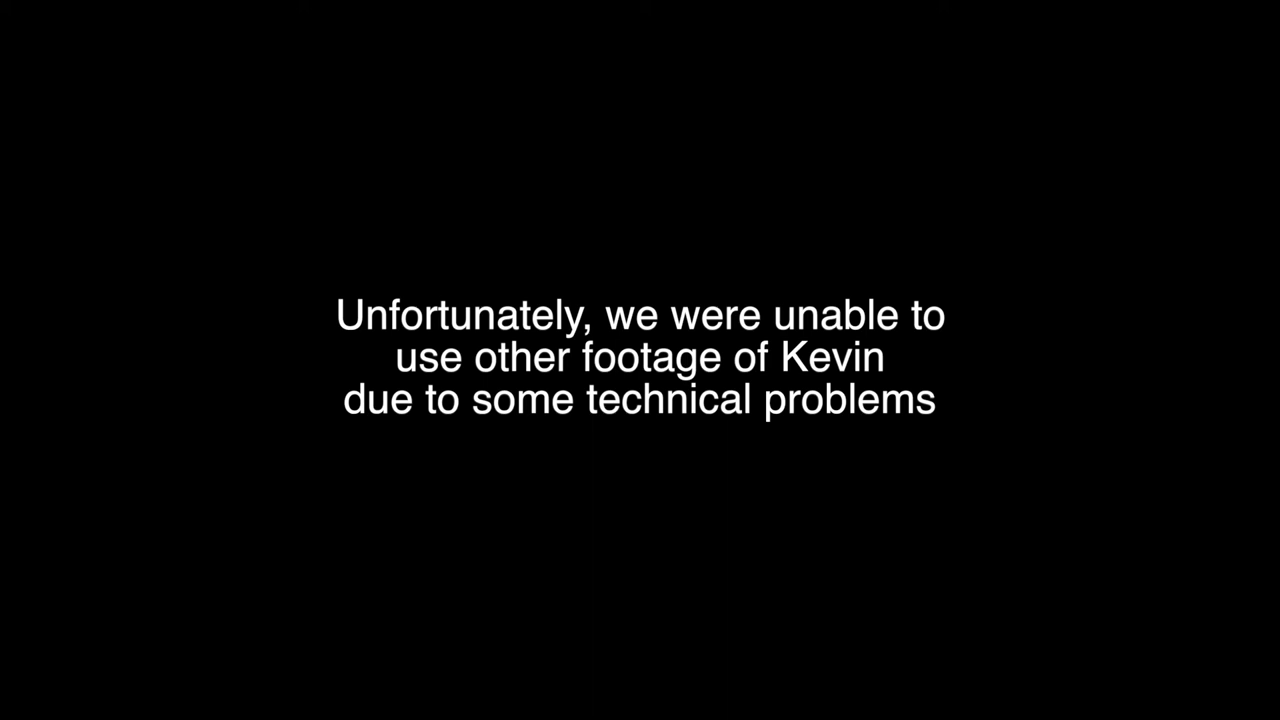 Unfortunately, we were unable to
use other footage of Kevin
due to some technical problems